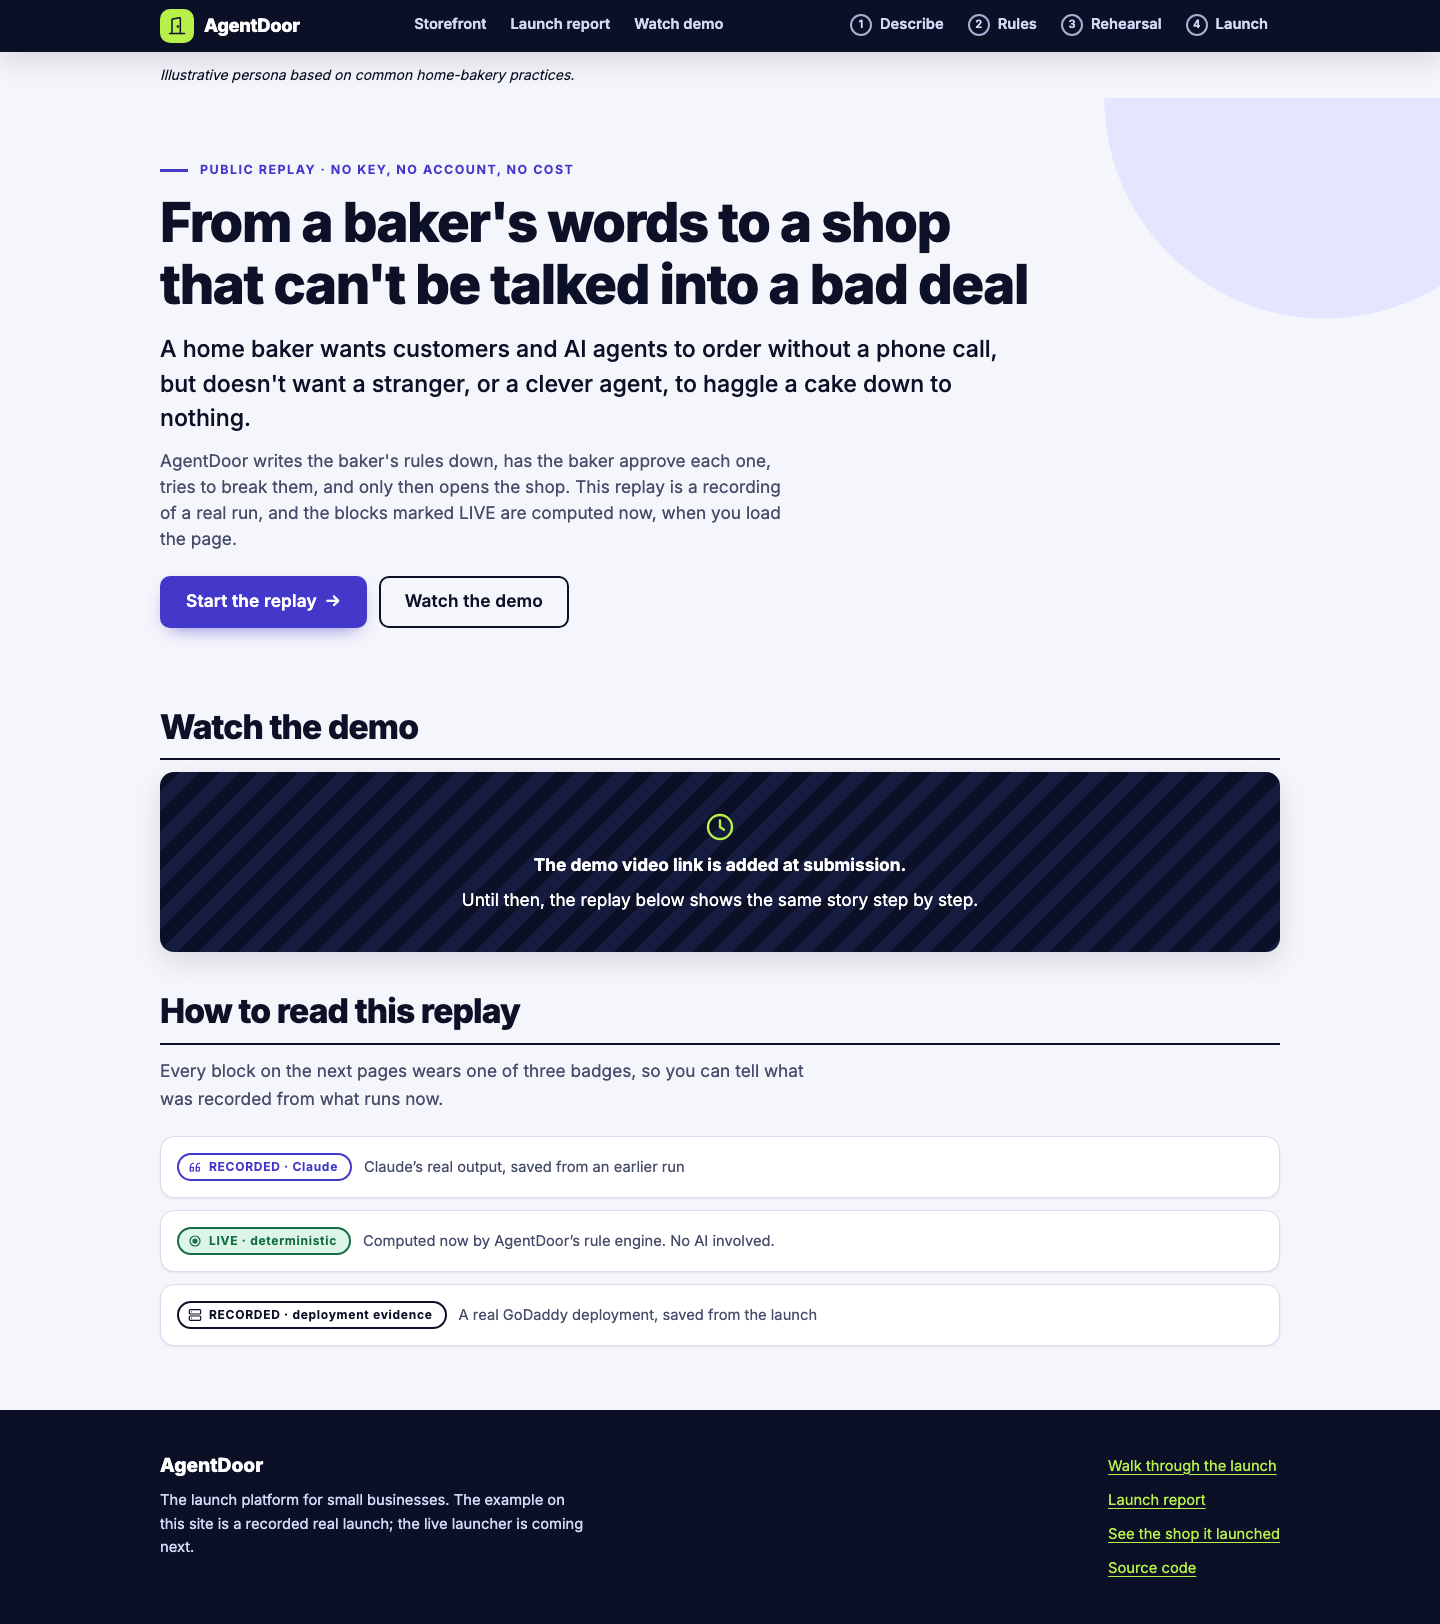 AgentDoor
Storefront
Launch report
Watch demo
1 Describe
2 Rules
3 Rehearsal
4 Launch
Illustrative persona based on common home-bakery practices.
PUBLIC REPLAY · NO KEY, NO ACCOUNT, NO COST
From a baker's words to a shop
that can't be talked into a bad deal
A home baker wants customers and AI agents to order without a phone call,
but doesn't want a stranger, or a clever agent, to haggle a cake down to
nothing.
AgentDoor writes the baker's rules down, has the baker approve each one,
tries to break them, and only then opens the shop. This replay is a recording
of a real run, and the blocks marked LIVE are computed now, when you load
the page.
Start the replay →
Watch the demo
Watch the demo
The demo video link is added at submission.
Until then, the replay below shows the same story step by step.
How to read this replay
Every block on the next pages wears one of three badges, so you can tell what
was recorded from what runs now.
RECORDED · Claude
Claude’s real output, saved from an earlier run
LIVE · deterministic
Computed now by AgentDoor’s rule engine. No AI involved.
RECORDED · deployment evidence
A real GoDaddy deployment, saved from the launch
AgentDoor
The launch platform for small businesses. The example on
this site is a recorded real launch; the live launcher is coming
next.
Walk through the launch
Launch report
See the shop it launched
Source code